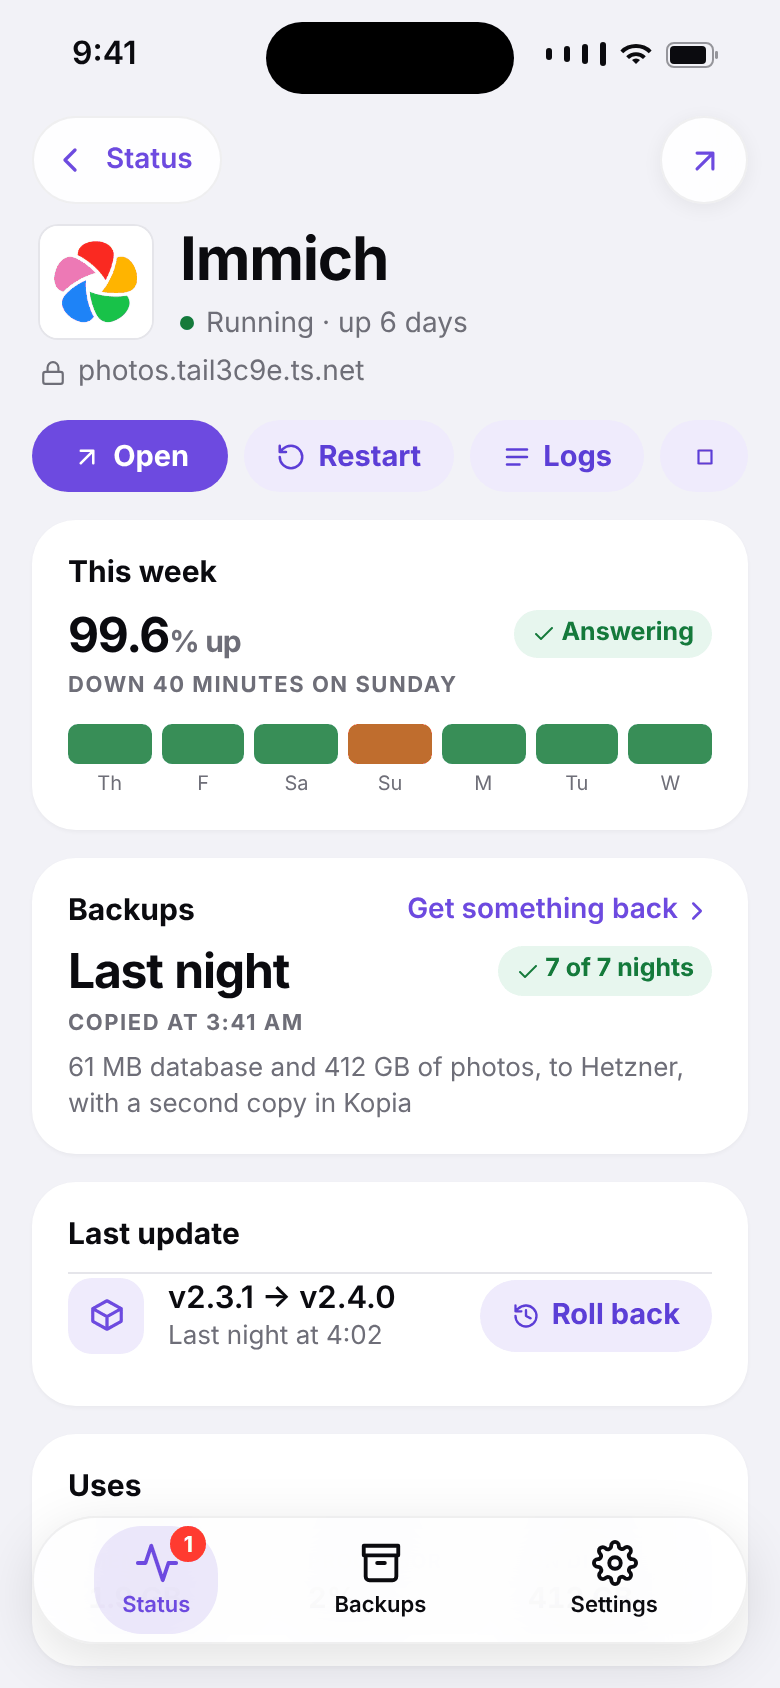 9:41
Status
Immich
Running · up 6 days
photos.tail3c9e.ts.net
Open
Restart
Logs
This week
99.6% up
Answering
DOWN 40 MINUTES ON SUNDAY
Th F Sa Su M Tu W
Backups
Get something back
Last night
7 of 7 nights
COPIED AT 3:41 AM
61 MB database and 412 GB of photos, to Hetzner,
with a second copy in Kopia
Last update
v2.3.1 → v2.4.0
Last night at 4:02
Roll back
Uses
1
Status
Backups
Settings